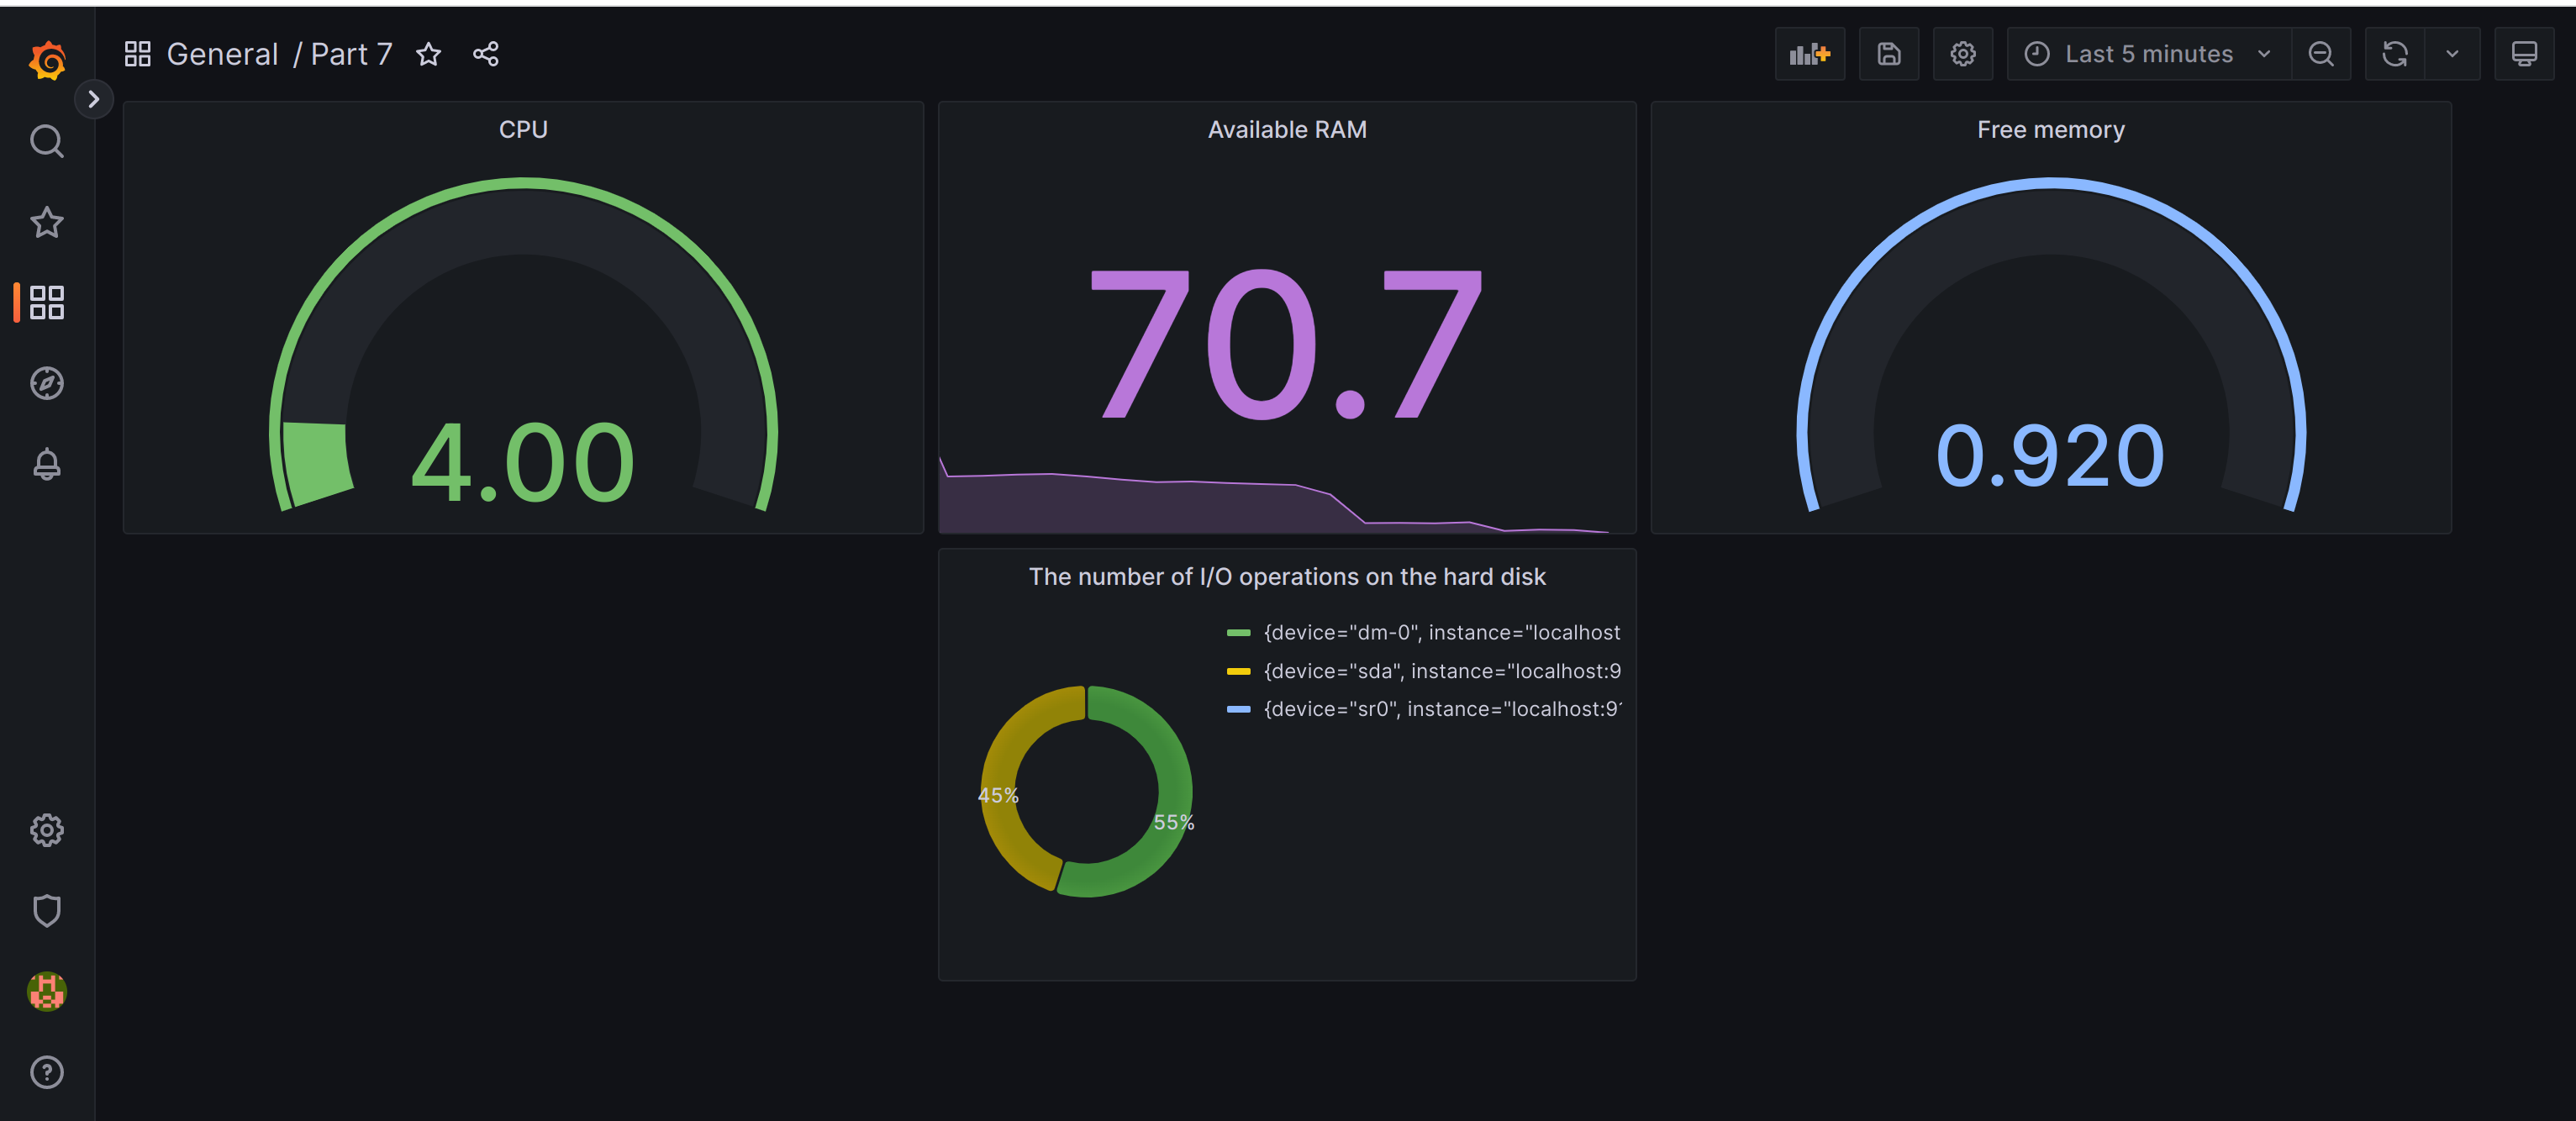 General / Part 7
Last 5 minutes
CPU
4.00
Available RAM
70.7
Free memory
0.920
The number of I/O operations on the hard disk
{device="dm-0", instance="localhost
{device="sda", instance="localhost:9
{device="sr0", instance="localhost:9
45%
55%